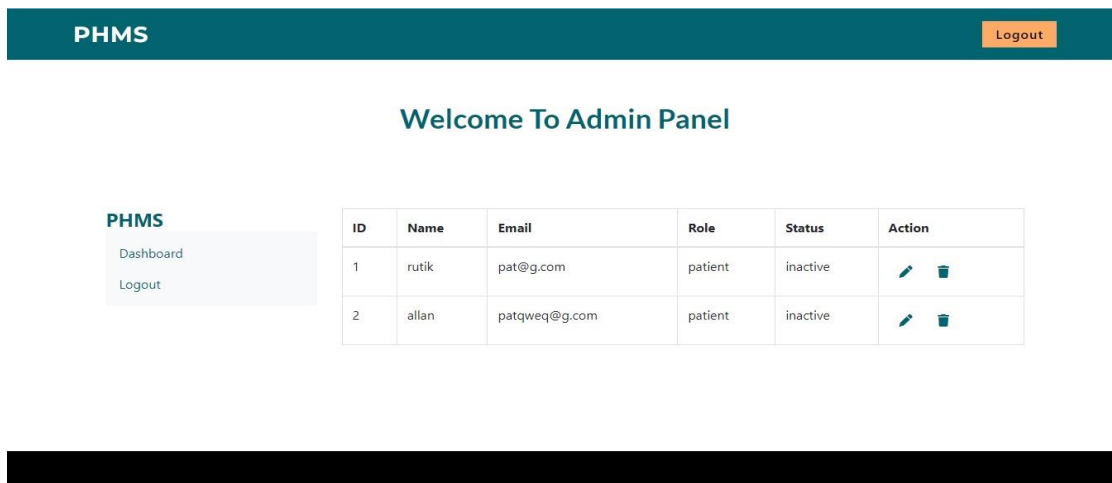 PHMS
Logout
Welcome To Admin Panel
PHMS
Dashboard
Logout
ID Name Email Role Status Action
1 rutik pat@g.com patient inactive
2 allan patqweq@g.com patient inactive